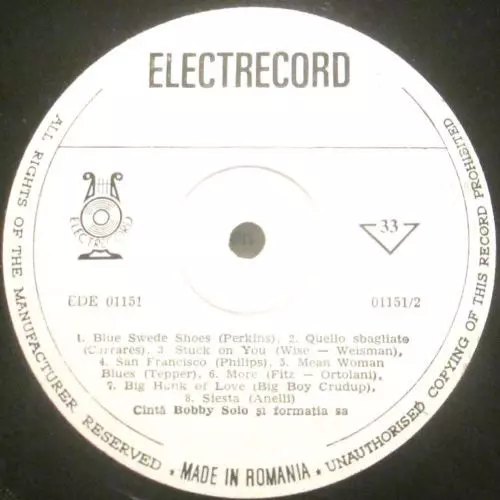 ELECTRECORD
ALL RIGHTS OF THE MANUFACTURER RESERVED • MADE IN ROMANIA • UNAUTHORISED COPYING OF THIS RECORD PROHIBITED
ELECTRECORD
33
EDE 01151
01151/2
1. Blue Swede Shoes (Perkins), 2. Quello sbagliato
(Carrares), 3 Stuck on You (Wise — Weisman),
4. San Francisco (Philips), 5. Mean Woman
Blues (Tepper), 6. More (Fitz — Ortolani),
7. Big Hunk of Love (Big Boy Crudup),
8. Siesta (Anelli)
Cîntă Bobby Solo și formația sa